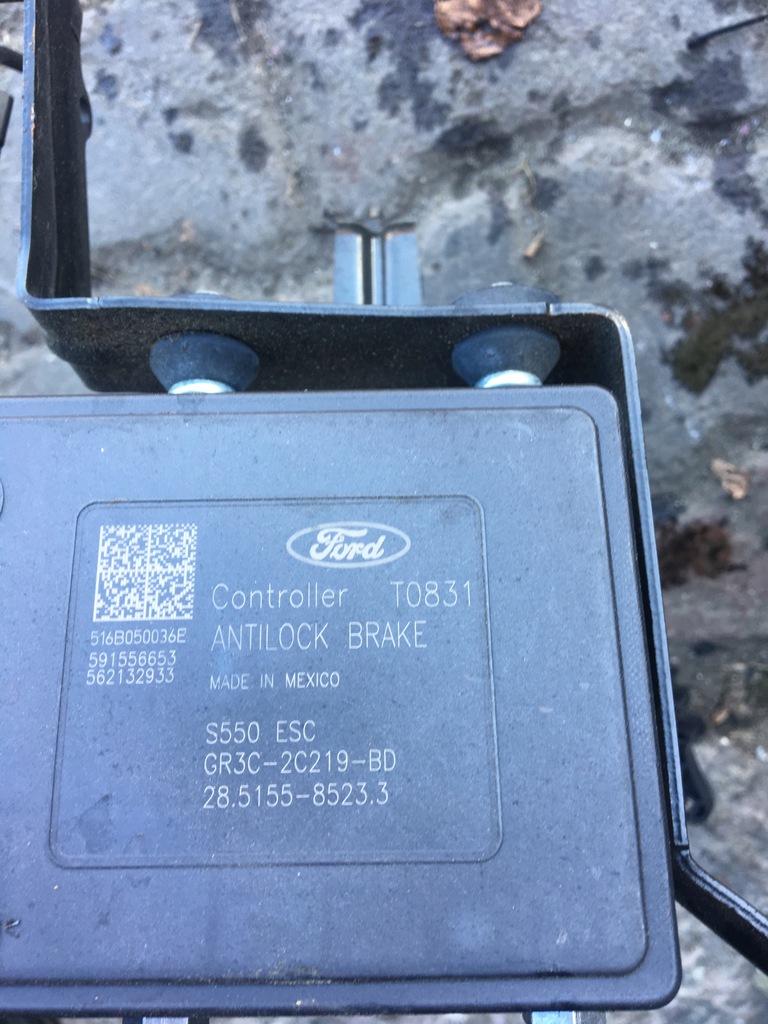 Ford
Controller T0831
516B050036E
ANTILOCK BRAKE
591556653
562132933
MADE IN MEXICO
S550 ESC
GR3C-2C219-BD
28.5155-8523.3